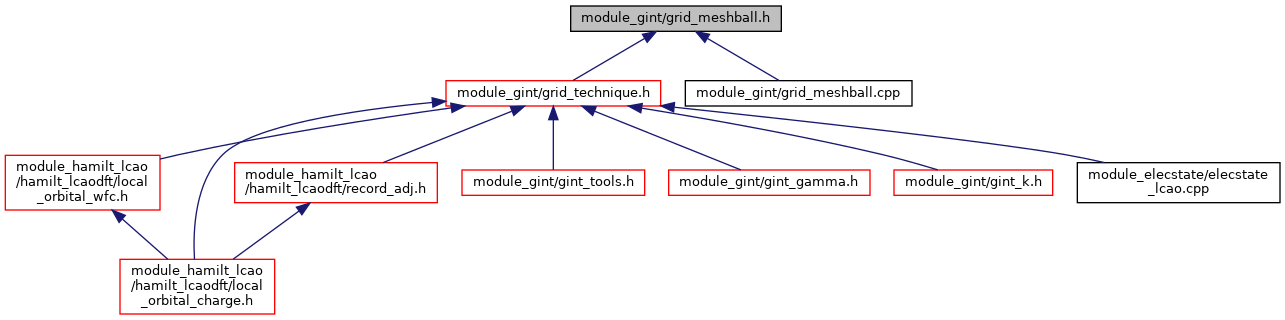 module_gint/grid_meshball.h
module_gint/grid_technique.h
module_gint/grid_meshball.cpp
module_hamilt_lcao
/hamilt_lcaodft/local
_orbital_wfc.h
module_hamilt_lcao
/hamilt_lcaodft/record_adj.h
module_gint/gint_tools.h
module_gint/gint_gamma.h
module_gint/gint_k.h
module_elecstate/elecstate
_lcao.cpp
module_hamilt_lcao
/hamilt_lcaodft/local
_orbital_charge.h